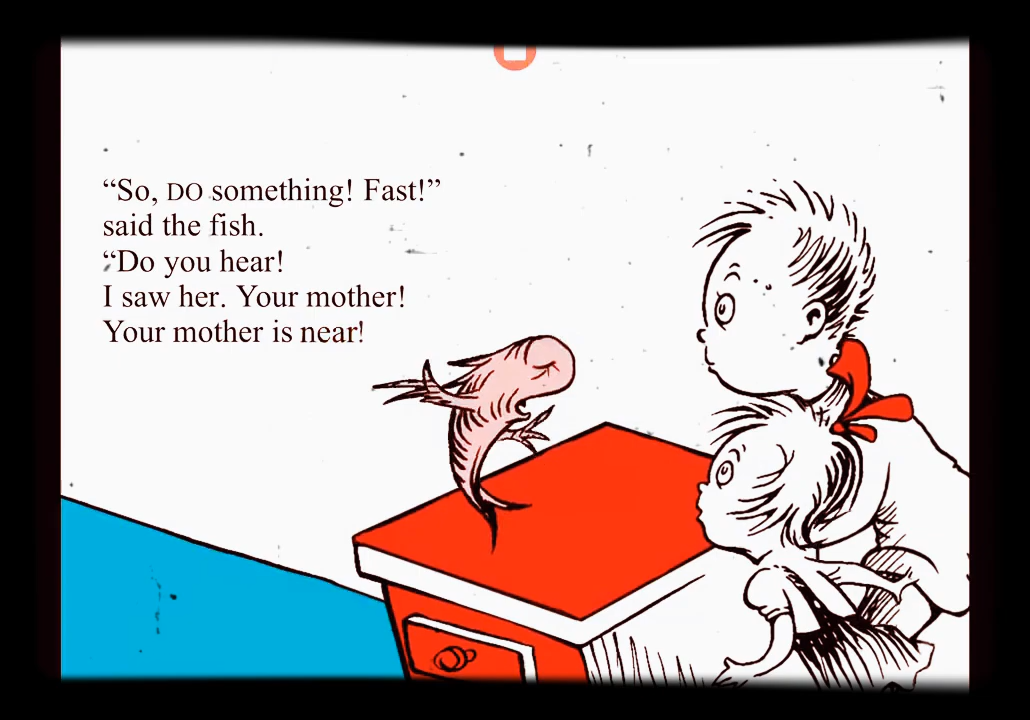 “So, DO something! Fast!”
said the fish.
“Do you hear!
I saw her. Your mother!
Your mother is near!